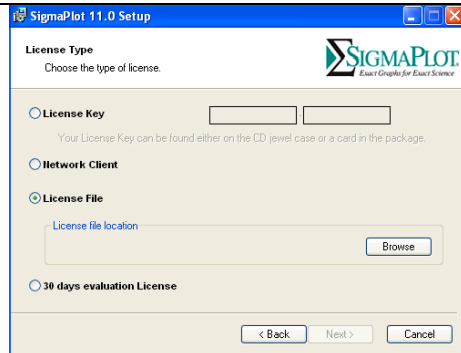 SigmaPlot 11.0 Setup
License Type
Choose the type of license.
SIGMAPLOT
Exact Graphs for Exact Science
License Key
Your License Key can be found either on the CD jewel case or a card in the package.
Network Client
License File
License file location
Browse
30 days evaluation License
< Back Next > Cancel